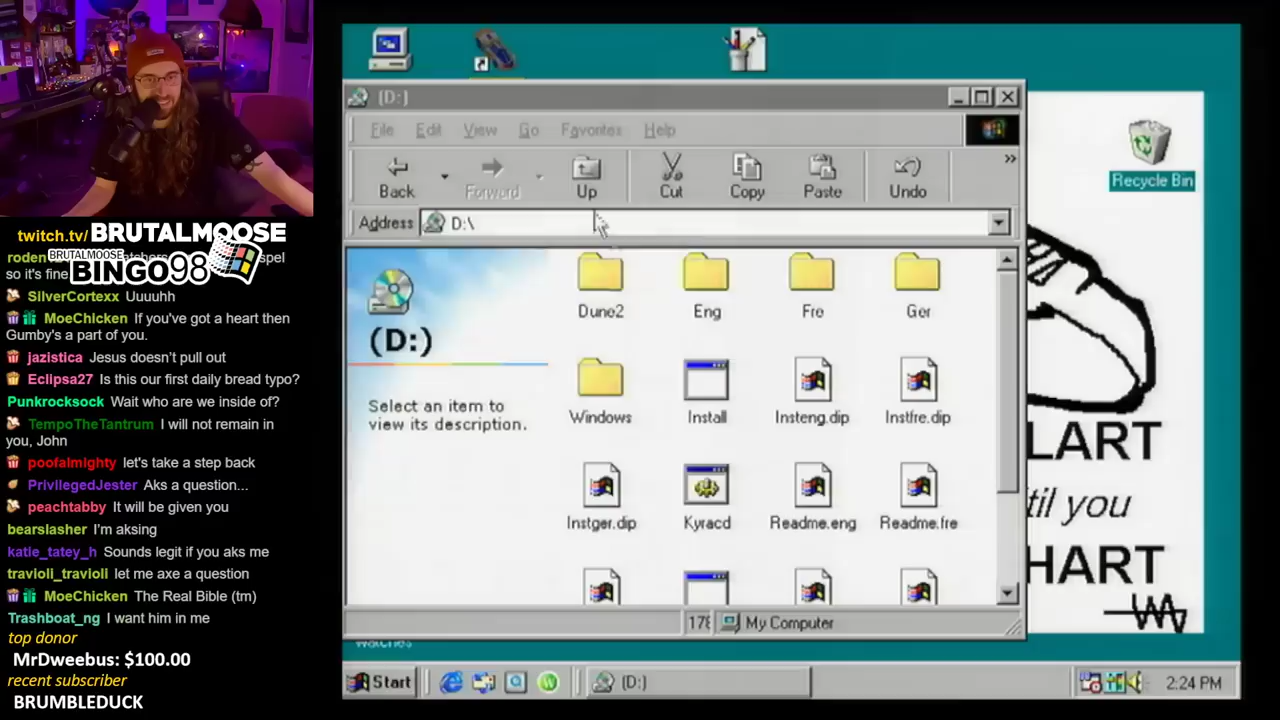 twitch.tv/BRUTALMOOSE
BRUTALMOOSE
BINGO98
so it's fine
SilverCortexx Uuuuhh
MoeChicken If you've got a heart then
Gumby's a part of you.
jazistica Jesus doesn't pull out
Eclipsa27 Is this our first daily bread typo?
Punkrocksock Wait who are we inside of?
TempoTheTantrum I will not remain in
you, John
poofalmighty let's take a step back
PrivilegedJester Aks a question...
peachtabby It will be given you
bearslasher I'm aksing
katie_tatey_h Sounds legit if you aks me
travioli_travioli let me axe a question
MoeChicken The Real Bible (tm)
Trashboat_ng I want him in me
top donor
MrDweebus: $100.00
recent subscriber
BRUMBLEDUCK
(D:)
File Edit View Go Favorites Help
Back Forward Up Cut Copy Paste Undo »
Address D:\
(D:)
Select an item to
view its description.
Dune2 Eng Fre Ger
Windows Install Insteng.dip Instfre.dip
Instger.dip Kyracd Readme.eng Readme.fre
178 My Computer
Recycle Bin
LART
til you
HART
Watches
Start (D:) 2:24 PM